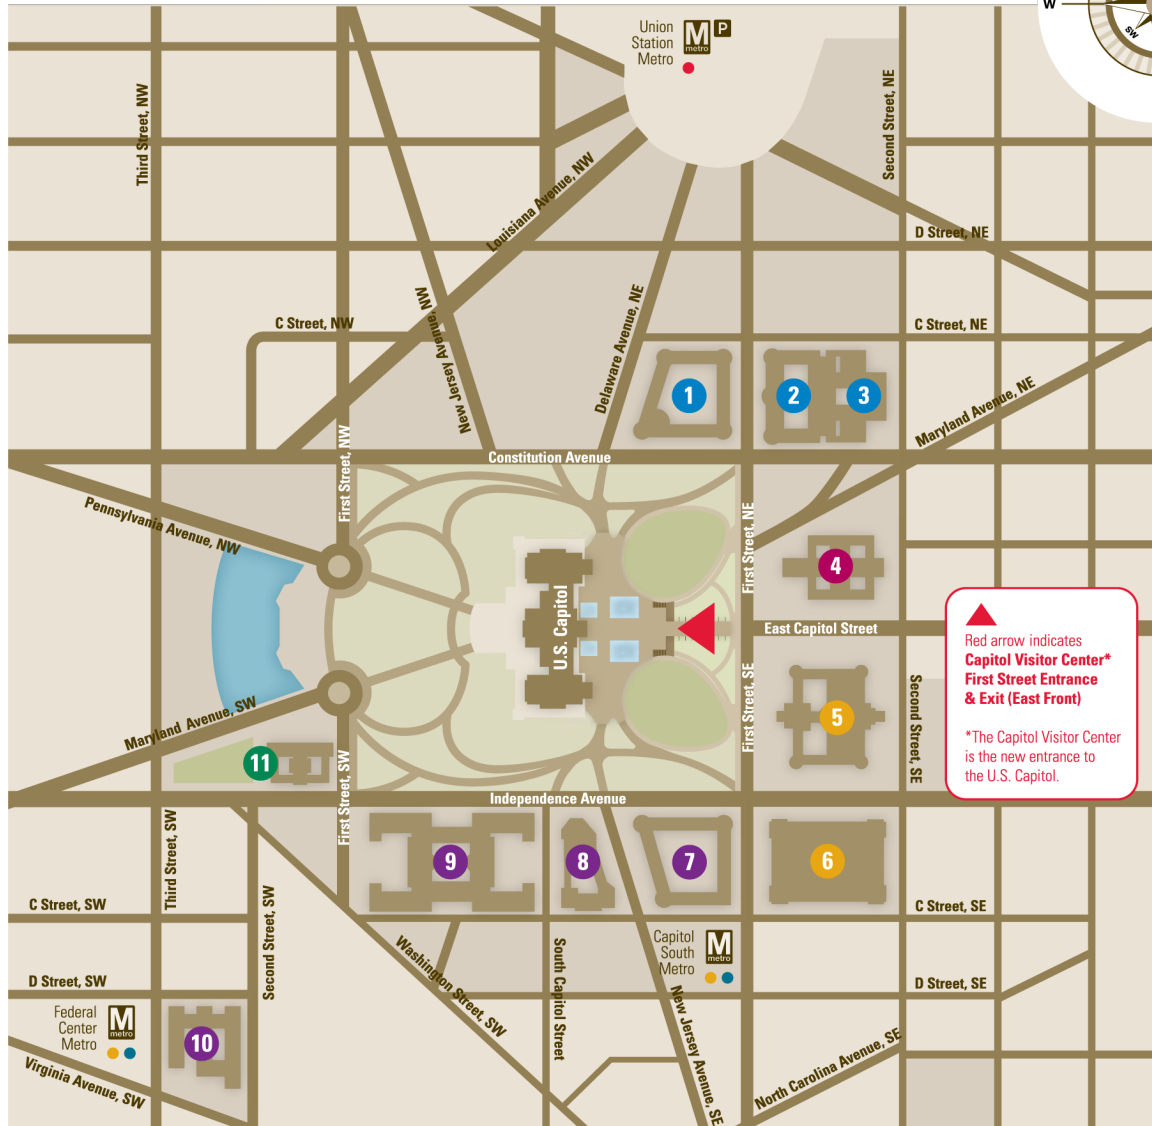 W
SW
Union
Station
Metro
M
metro
P
Third Street, NW
First Street, NW
Second Street, NE
Louisiana Avenue, NW
D Street, NE
New Jersey Avenue, NW
C Street, NW
Delaware Avenue, NE
C Street, NE
1
2
3
Maryland Avenue, NE
First Street, NW
Constitution Avenue
Pennsylvania Avenue, NW
First Street, NE
4
U.S. Capitol
East Capitol Street
Red arrow indicates
Capitol Visitor Center*
First Street Entrance
& Exit (East Front)
*The Capitol Visitor Center
is the new entrance to
the U.S. Capitol.
First Street, SE
5
Second Street, SE
Maryland Avenue, SW
11
First Street, SW
Independence Avenue
Third Street, SW
9
8
7
6
C Street, SW
Second Street, SW
C Street, SE
Washington Street, SW
South Capitol Street
Capitol
South
Metro
M
metro
D Street, SW
D Street, SE
Federal
Center
Metro
M
metro
10
New Jersey Avenue, SE
North Carolina Avenue, SE
Virginia Avenue, SW